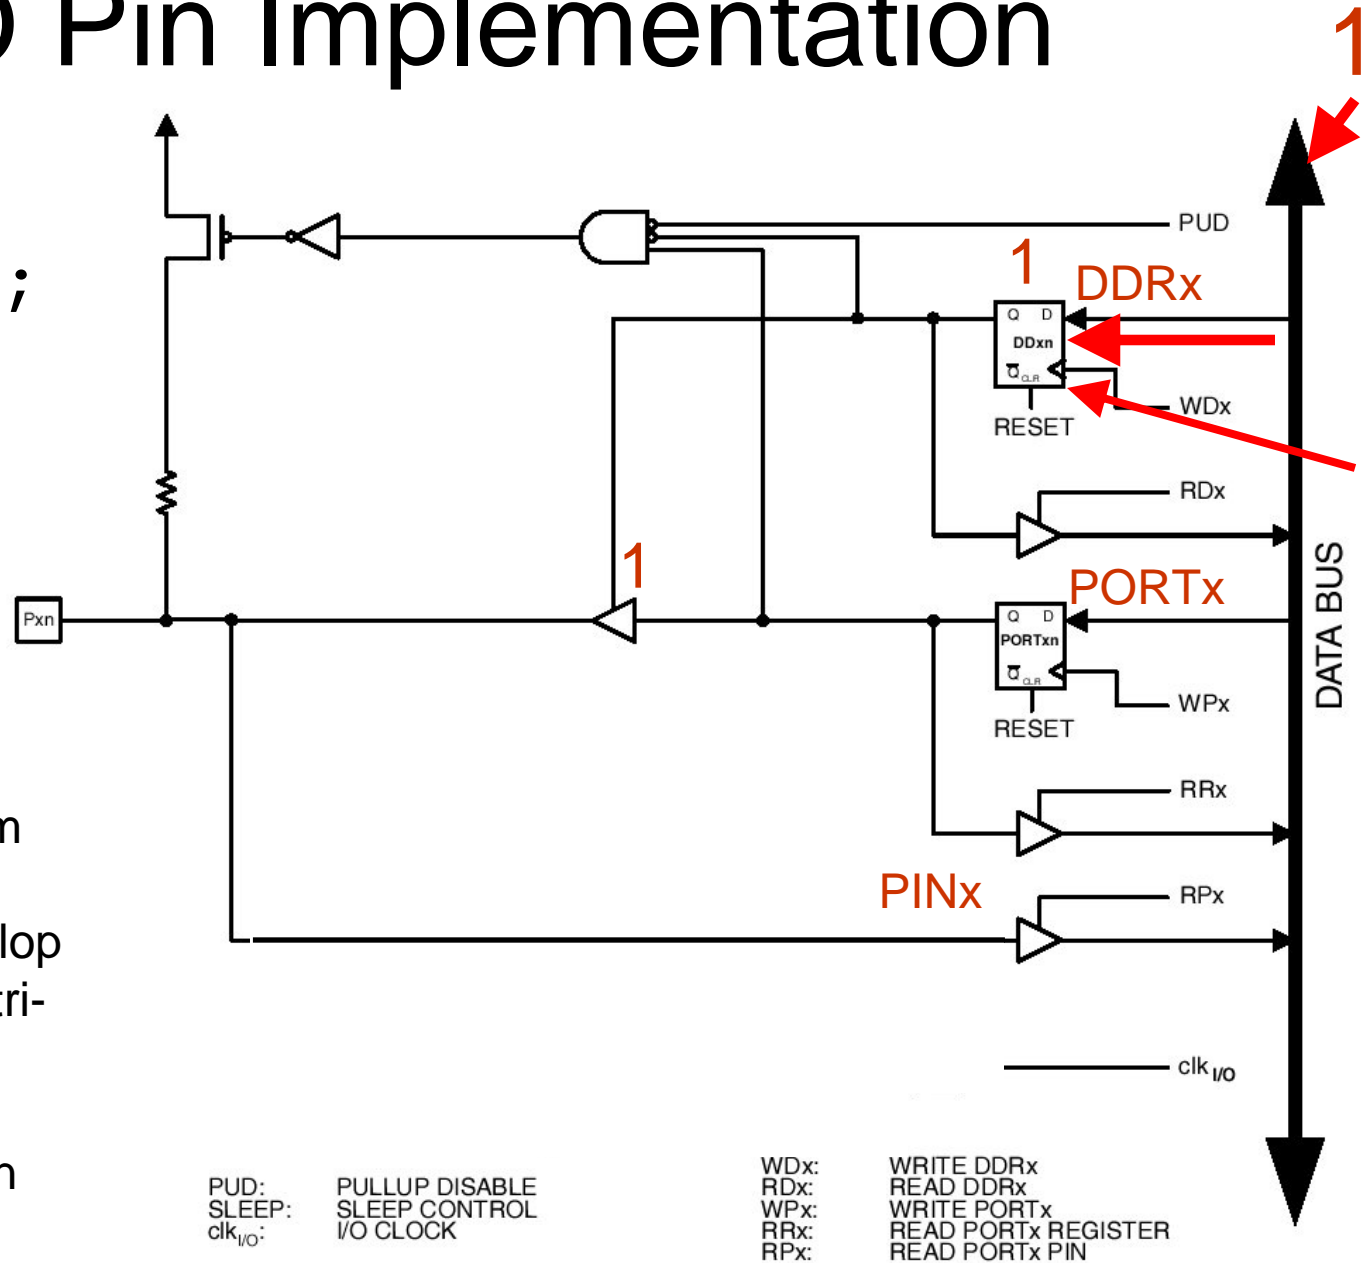 Pin Implementation
1
;
PUD
1
DDRx
Q D
DDxn
Q CLR
WDx
RESET
RDx
1
PORTx
Pxn
Q D
PORTxn
Q CLR
WPx
RESET
DATA BUS
RRx
m
PINx
RPx
lop
tri-
clk I/O
n
PUD: PULLUP DISABLE
SLEEP: SLEEP CONTROL
clkI/O: I/O CLOCK
WDx: WRITE DDRx
RDx: READ DDRx
WPx: WRITE PORTx
RRx: READ PORTx REGISTER
RPx: READ PORTx PIN